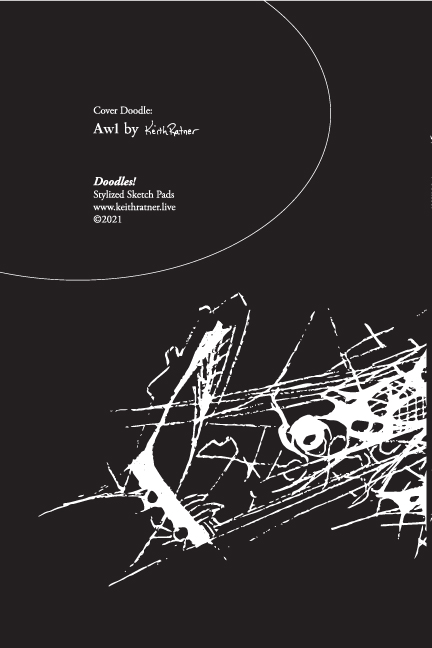 Cover Doodle:
Awl by Keith Ratner
Doodles!
Stylized Sketch Pads
www.keithratner.live
©2021